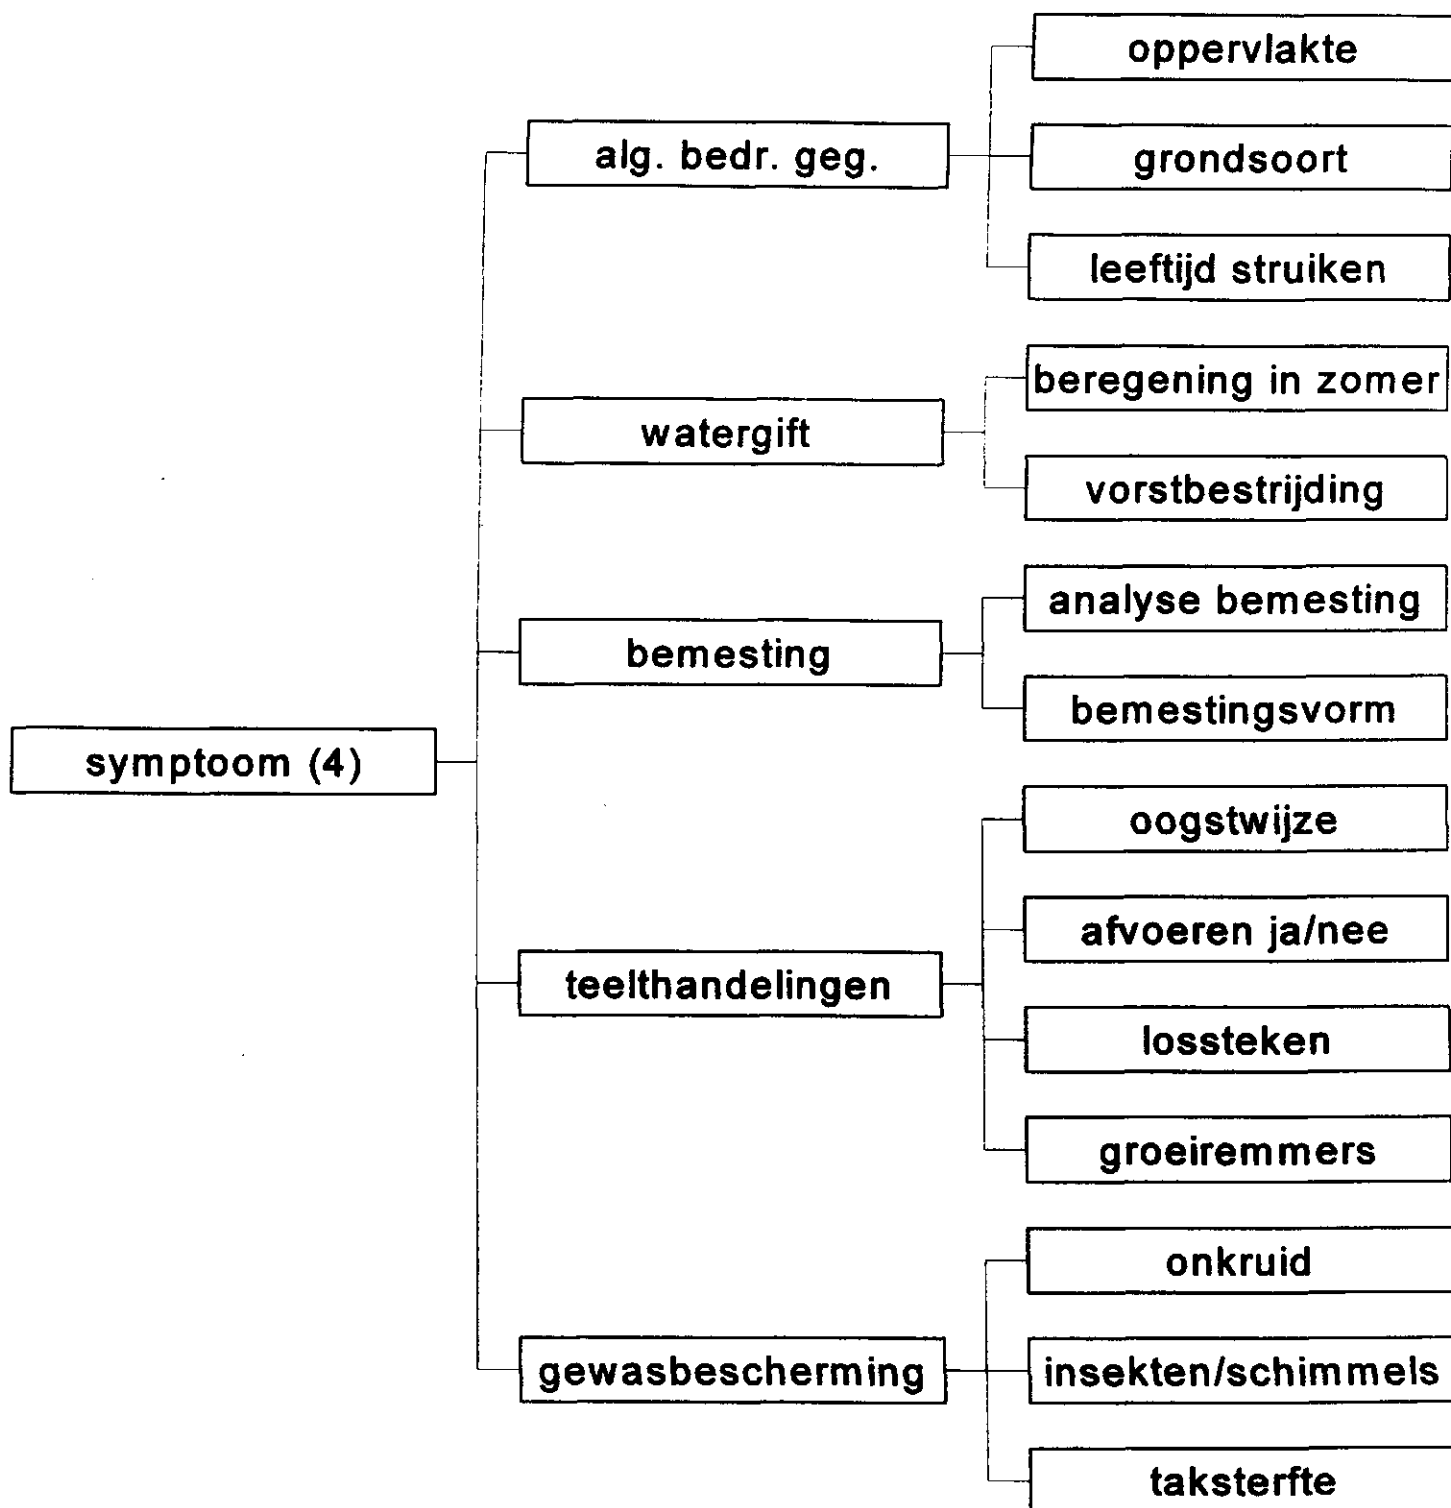 oppervlakte
alg. bedr. geg.
grondsoort
leeftijd struiken
beregening in zomer
watergift
vorstbestrijding
analyse bemesting
bemesting
bemestingsvorm
symptoom (4)
oogstwijze
afvoeren ja/nee
teelthandelingen
lossteken
groeiremmers
onkruid
gewasbescherming
insekten/schimmels
taksterfte